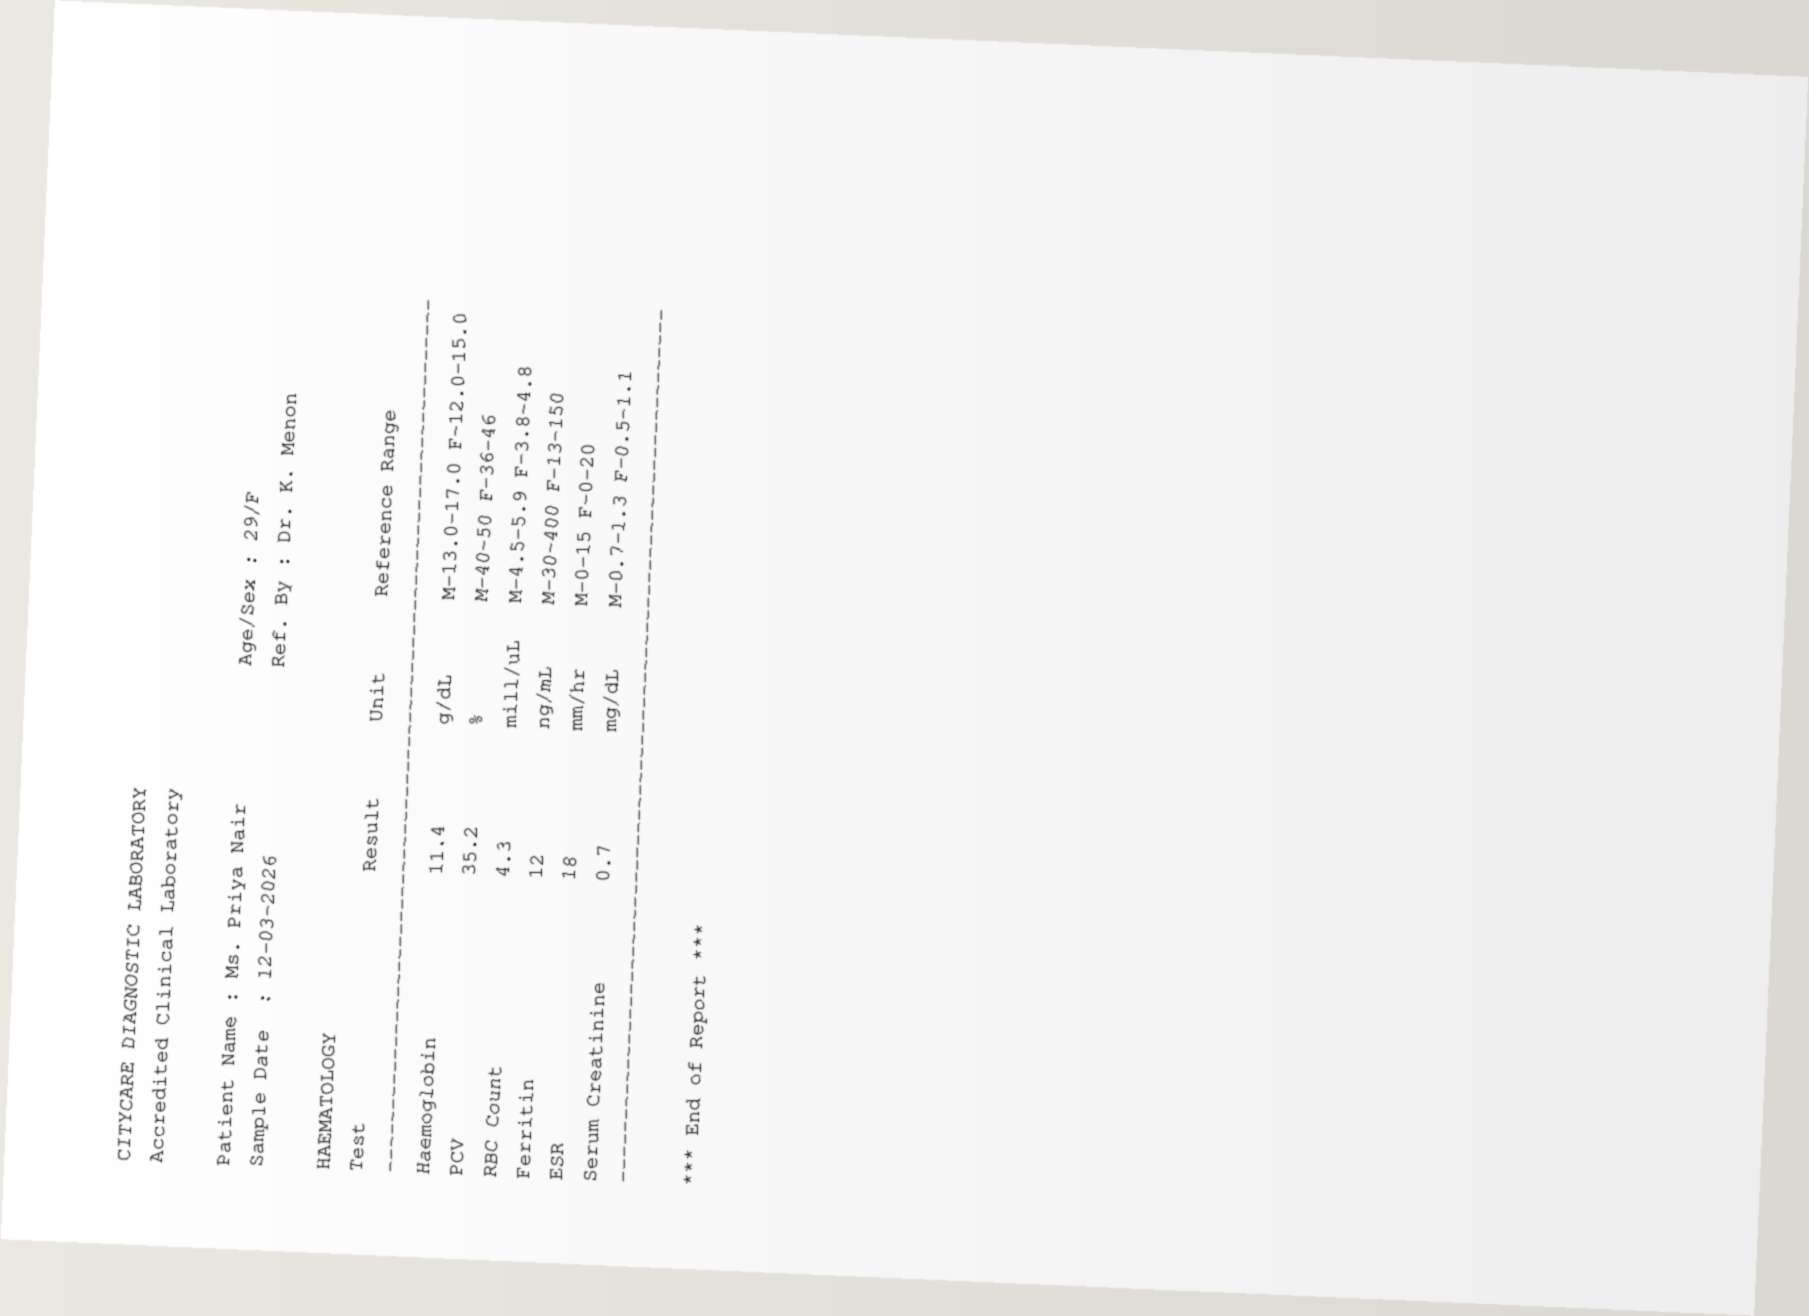 CITYCARE DIAGNOSTIC LABORATORY
Accredited Clinical Laboratory
Patient Name : Ms. Priya Nair Age/Sex : 29/F
Sample Date : 12-03-2026 Ref. By : Dr. K. Menon
HAEMATOLOGY
Test Result Unit Reference Range
----------------------------------------------------------------------
Haemoglobin 11.4 g/dL M-13.0-17.0 F-12.0-15.0
PCV 35.2 % M-40-50 F-36-46
RBC Count 4.3 mill/uL M-4.5-5.9 F-3.8-4.8
Ferritin 12 ng/mL M-30-400 F-13-150
ESR 18 mm/hr M-0-15 F-0-20
Serum Creatinine 0.7 mg/dL M-0.7-1.3 F-0.5-1.1
----------------------------------------------------------------------
*** End of Report ***